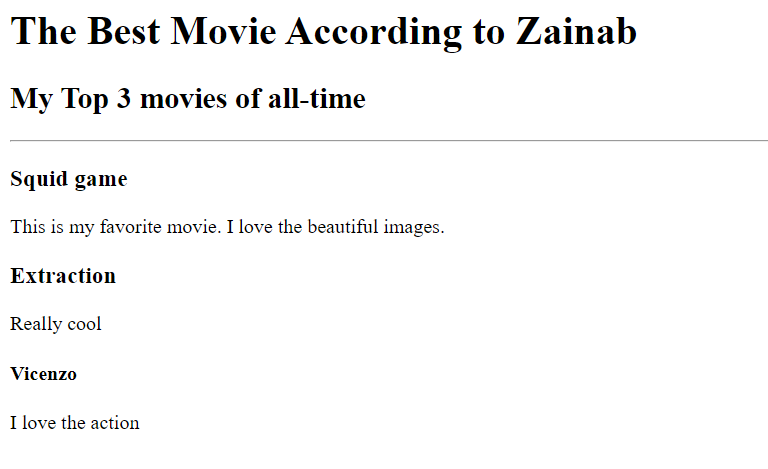 The Best Movie According to Zainab
My Top 3 movies of all-time
Squid game
This is my favorite movie. I love the beautiful images.
Extraction
Really cool
Vicenzo
I love the action